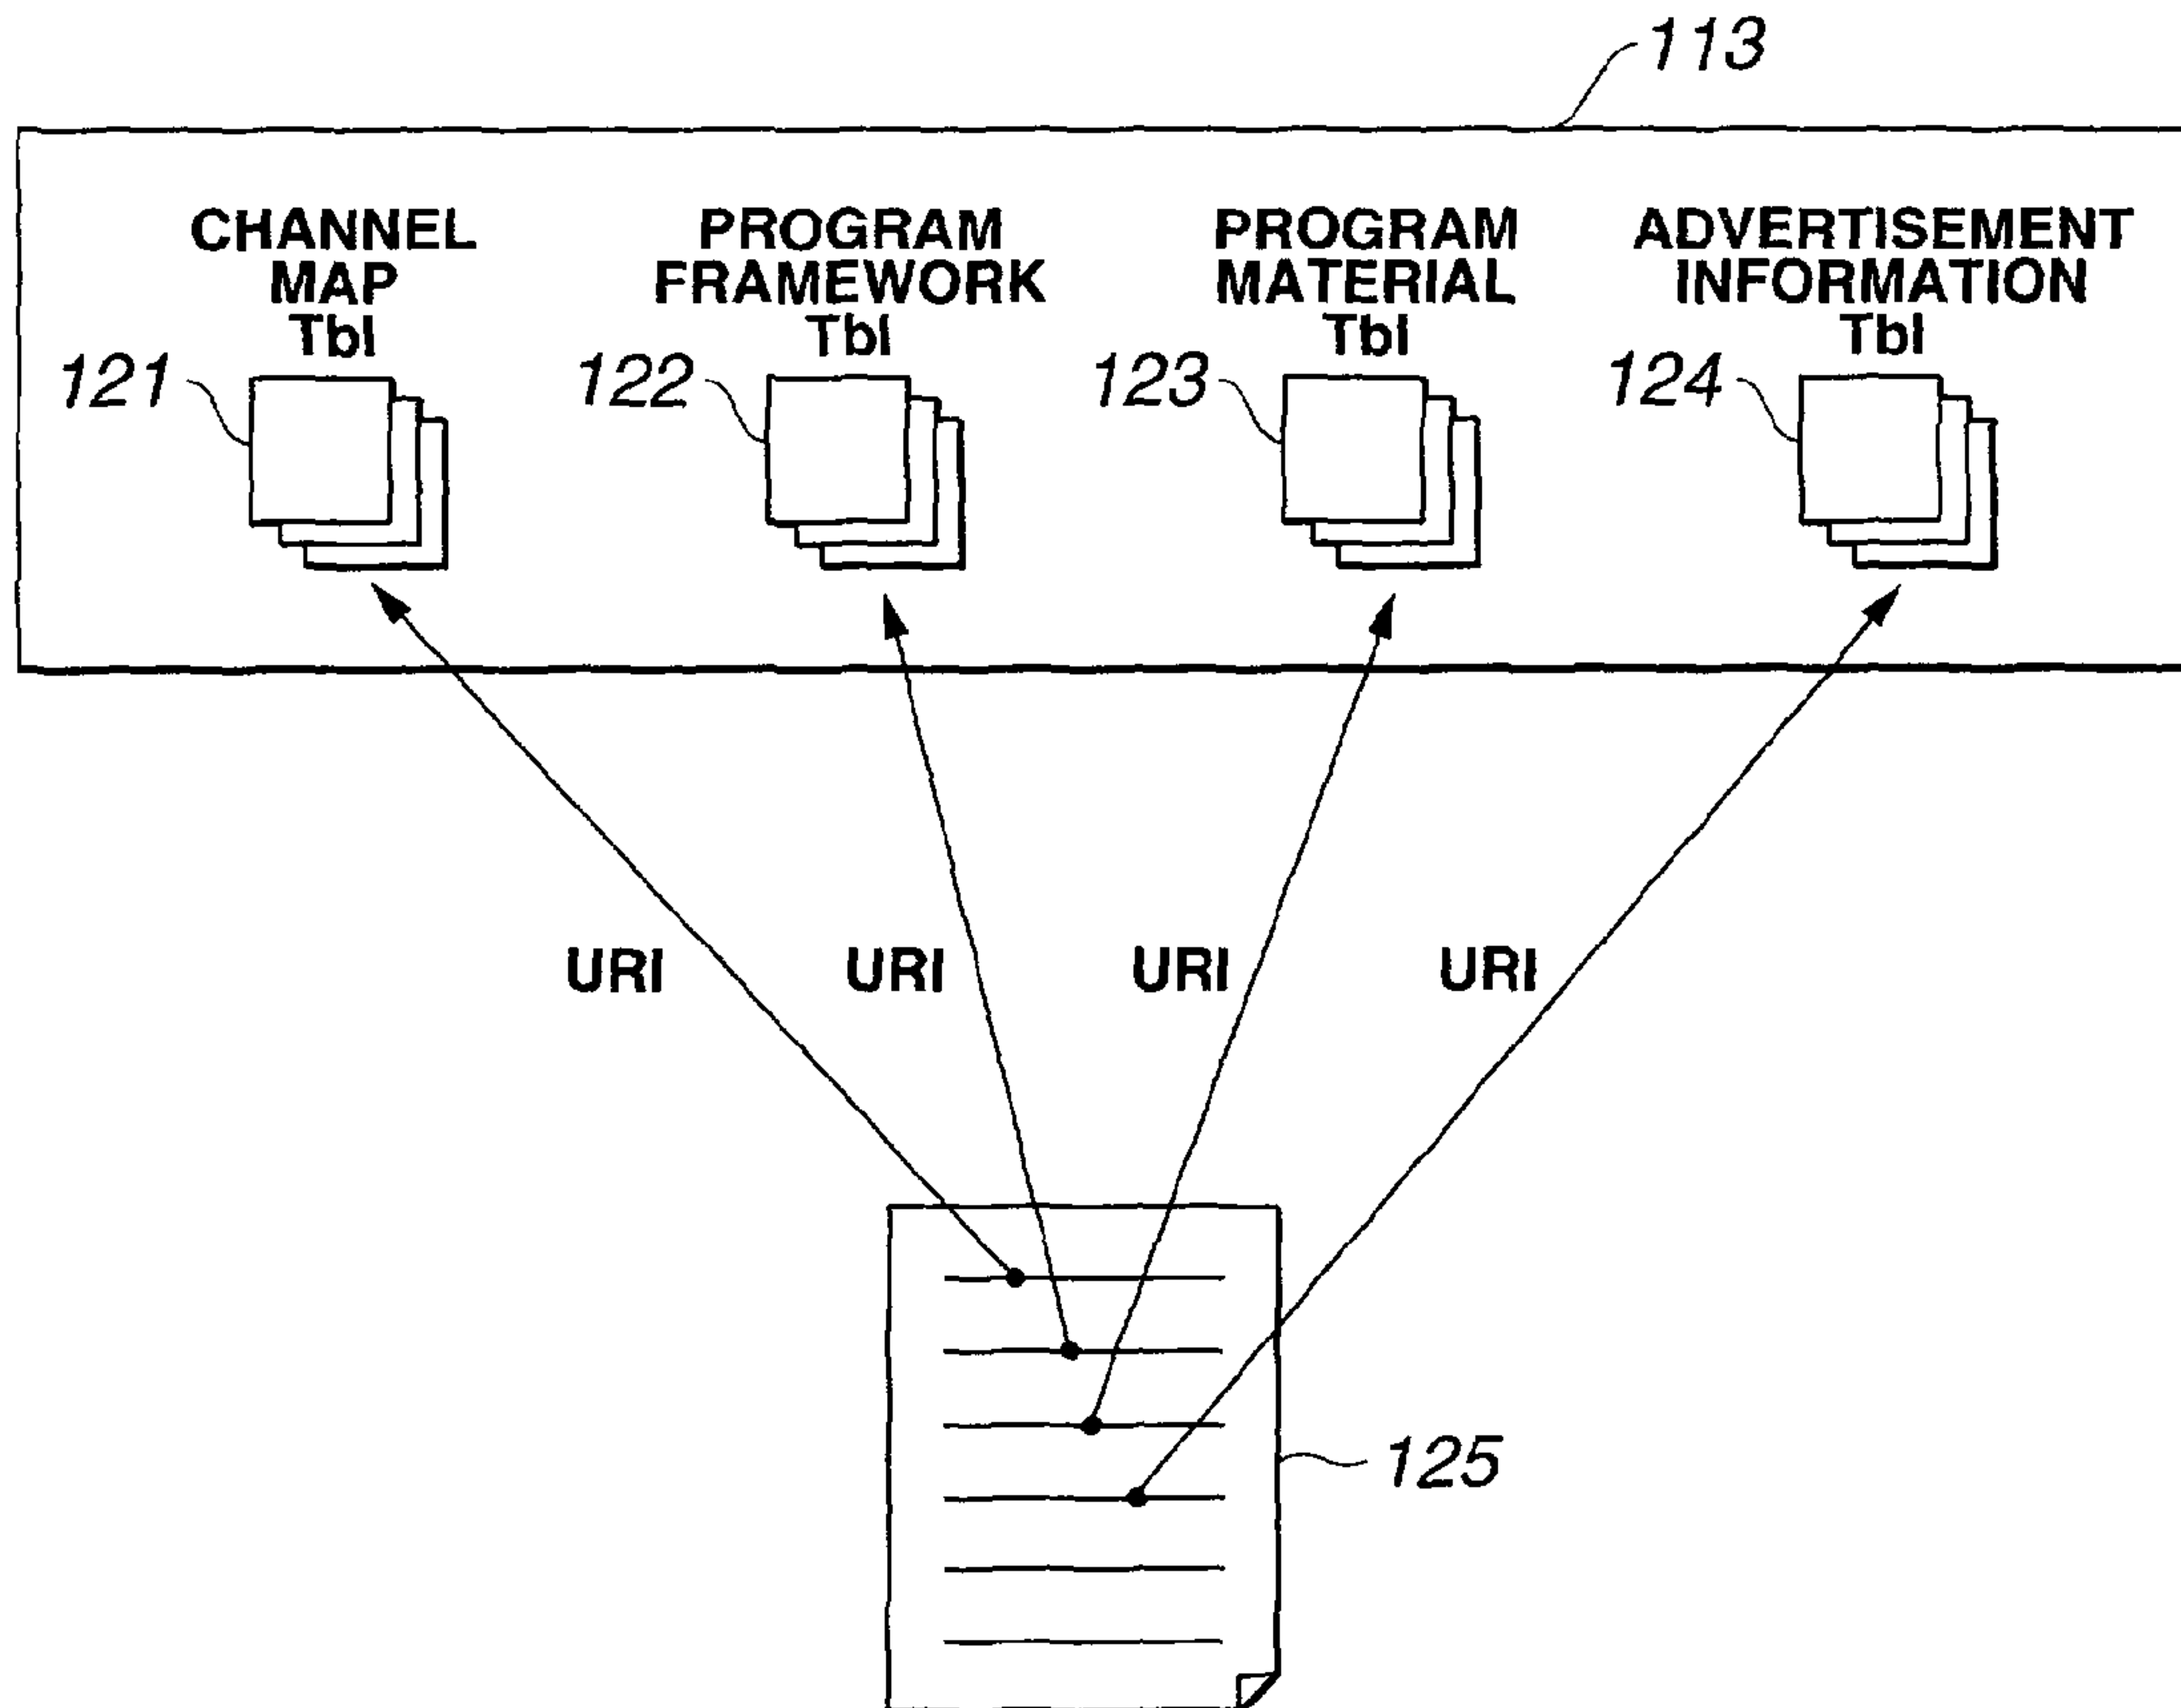 113
CHANNEL
MAP
Tbl
PROGRAM
FRAMEWORK
Tbl
PROGRAM
MATERIAL
Tbl
ADVERTISEMENT
INFORMATION
Tbl
121
122
123
124
URI
URI
URI
URI
125